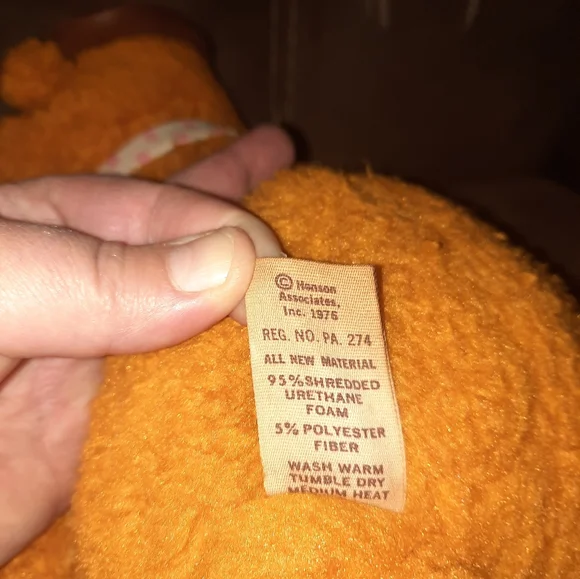 © Henson
Associates,
Inc. 1976
REG. NO. PA. 274
ALL NEW MATERIAL
95% SHREDDED
URETHANE
FOAM
5% POLYESTER
FIBER
WASH WARM
TUMBLE DRY
MEDIUM HEAT